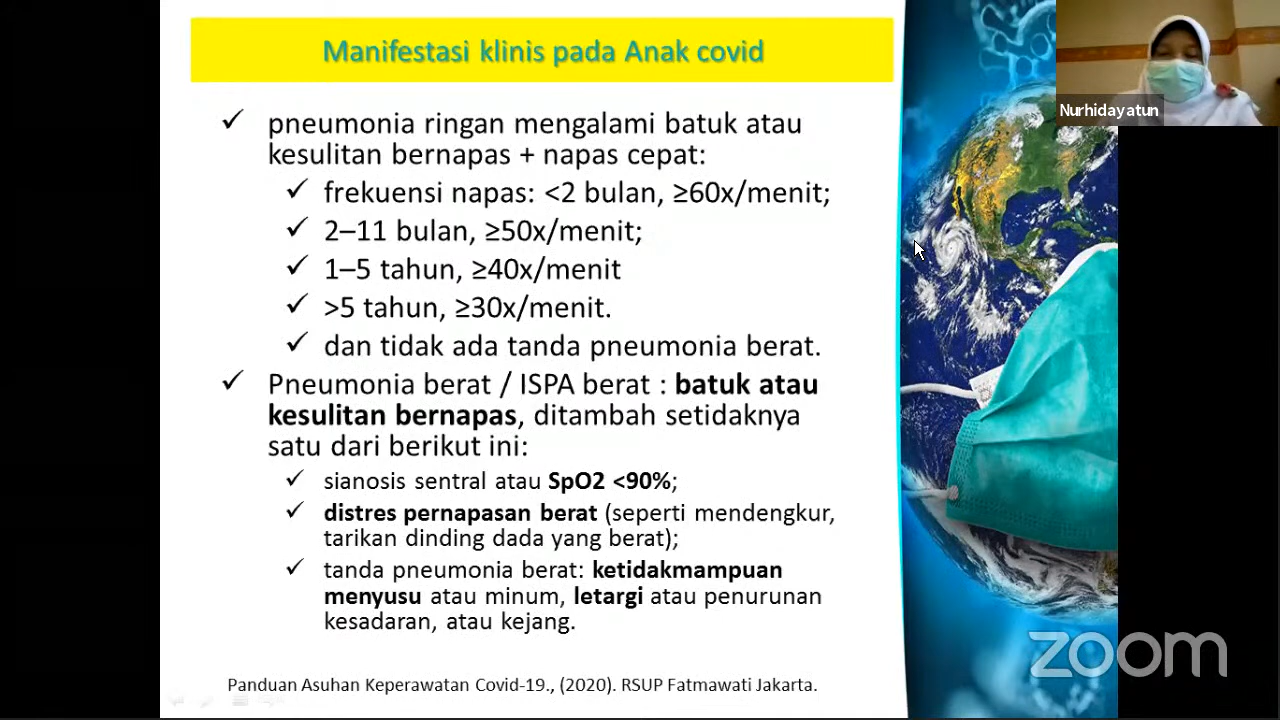 Manifestasi klinis pada Anak covid
Nurhidayatun
✓ pneumonia ringan mengalami batuk atau
kesulitan bernapas + napas cepat:
✓ frekuensi napas: <2 bulan, ≥60x/menit;
✓ 2–11 bulan, ≥50x/menit;
✓ 1–5 tahun, ≥40x/menit
✓ >5 tahun, ≥30x/menit.
✓ dan tidak ada tanda pneumonia berat.
✓ Pneumonia berat / ISPA berat : batuk atau
kesulitan bernapas, ditambah setidaknya
satu dari berikut ini:
✓ sianosis sentral atau SpO2 <90%;
✓ distres pernapasan berat (seperti mendengkur,
tarikan dinding dada yang berat);
✓ tanda pneumonia berat: ketidakmampuan
menyusu atau minum, letargi atau penurunan
kesadaran, atau kejang.
zoom
Panduan Asuhan Keperawatan Covid-19., (2020). RSUP Fatmawati Jakarta.